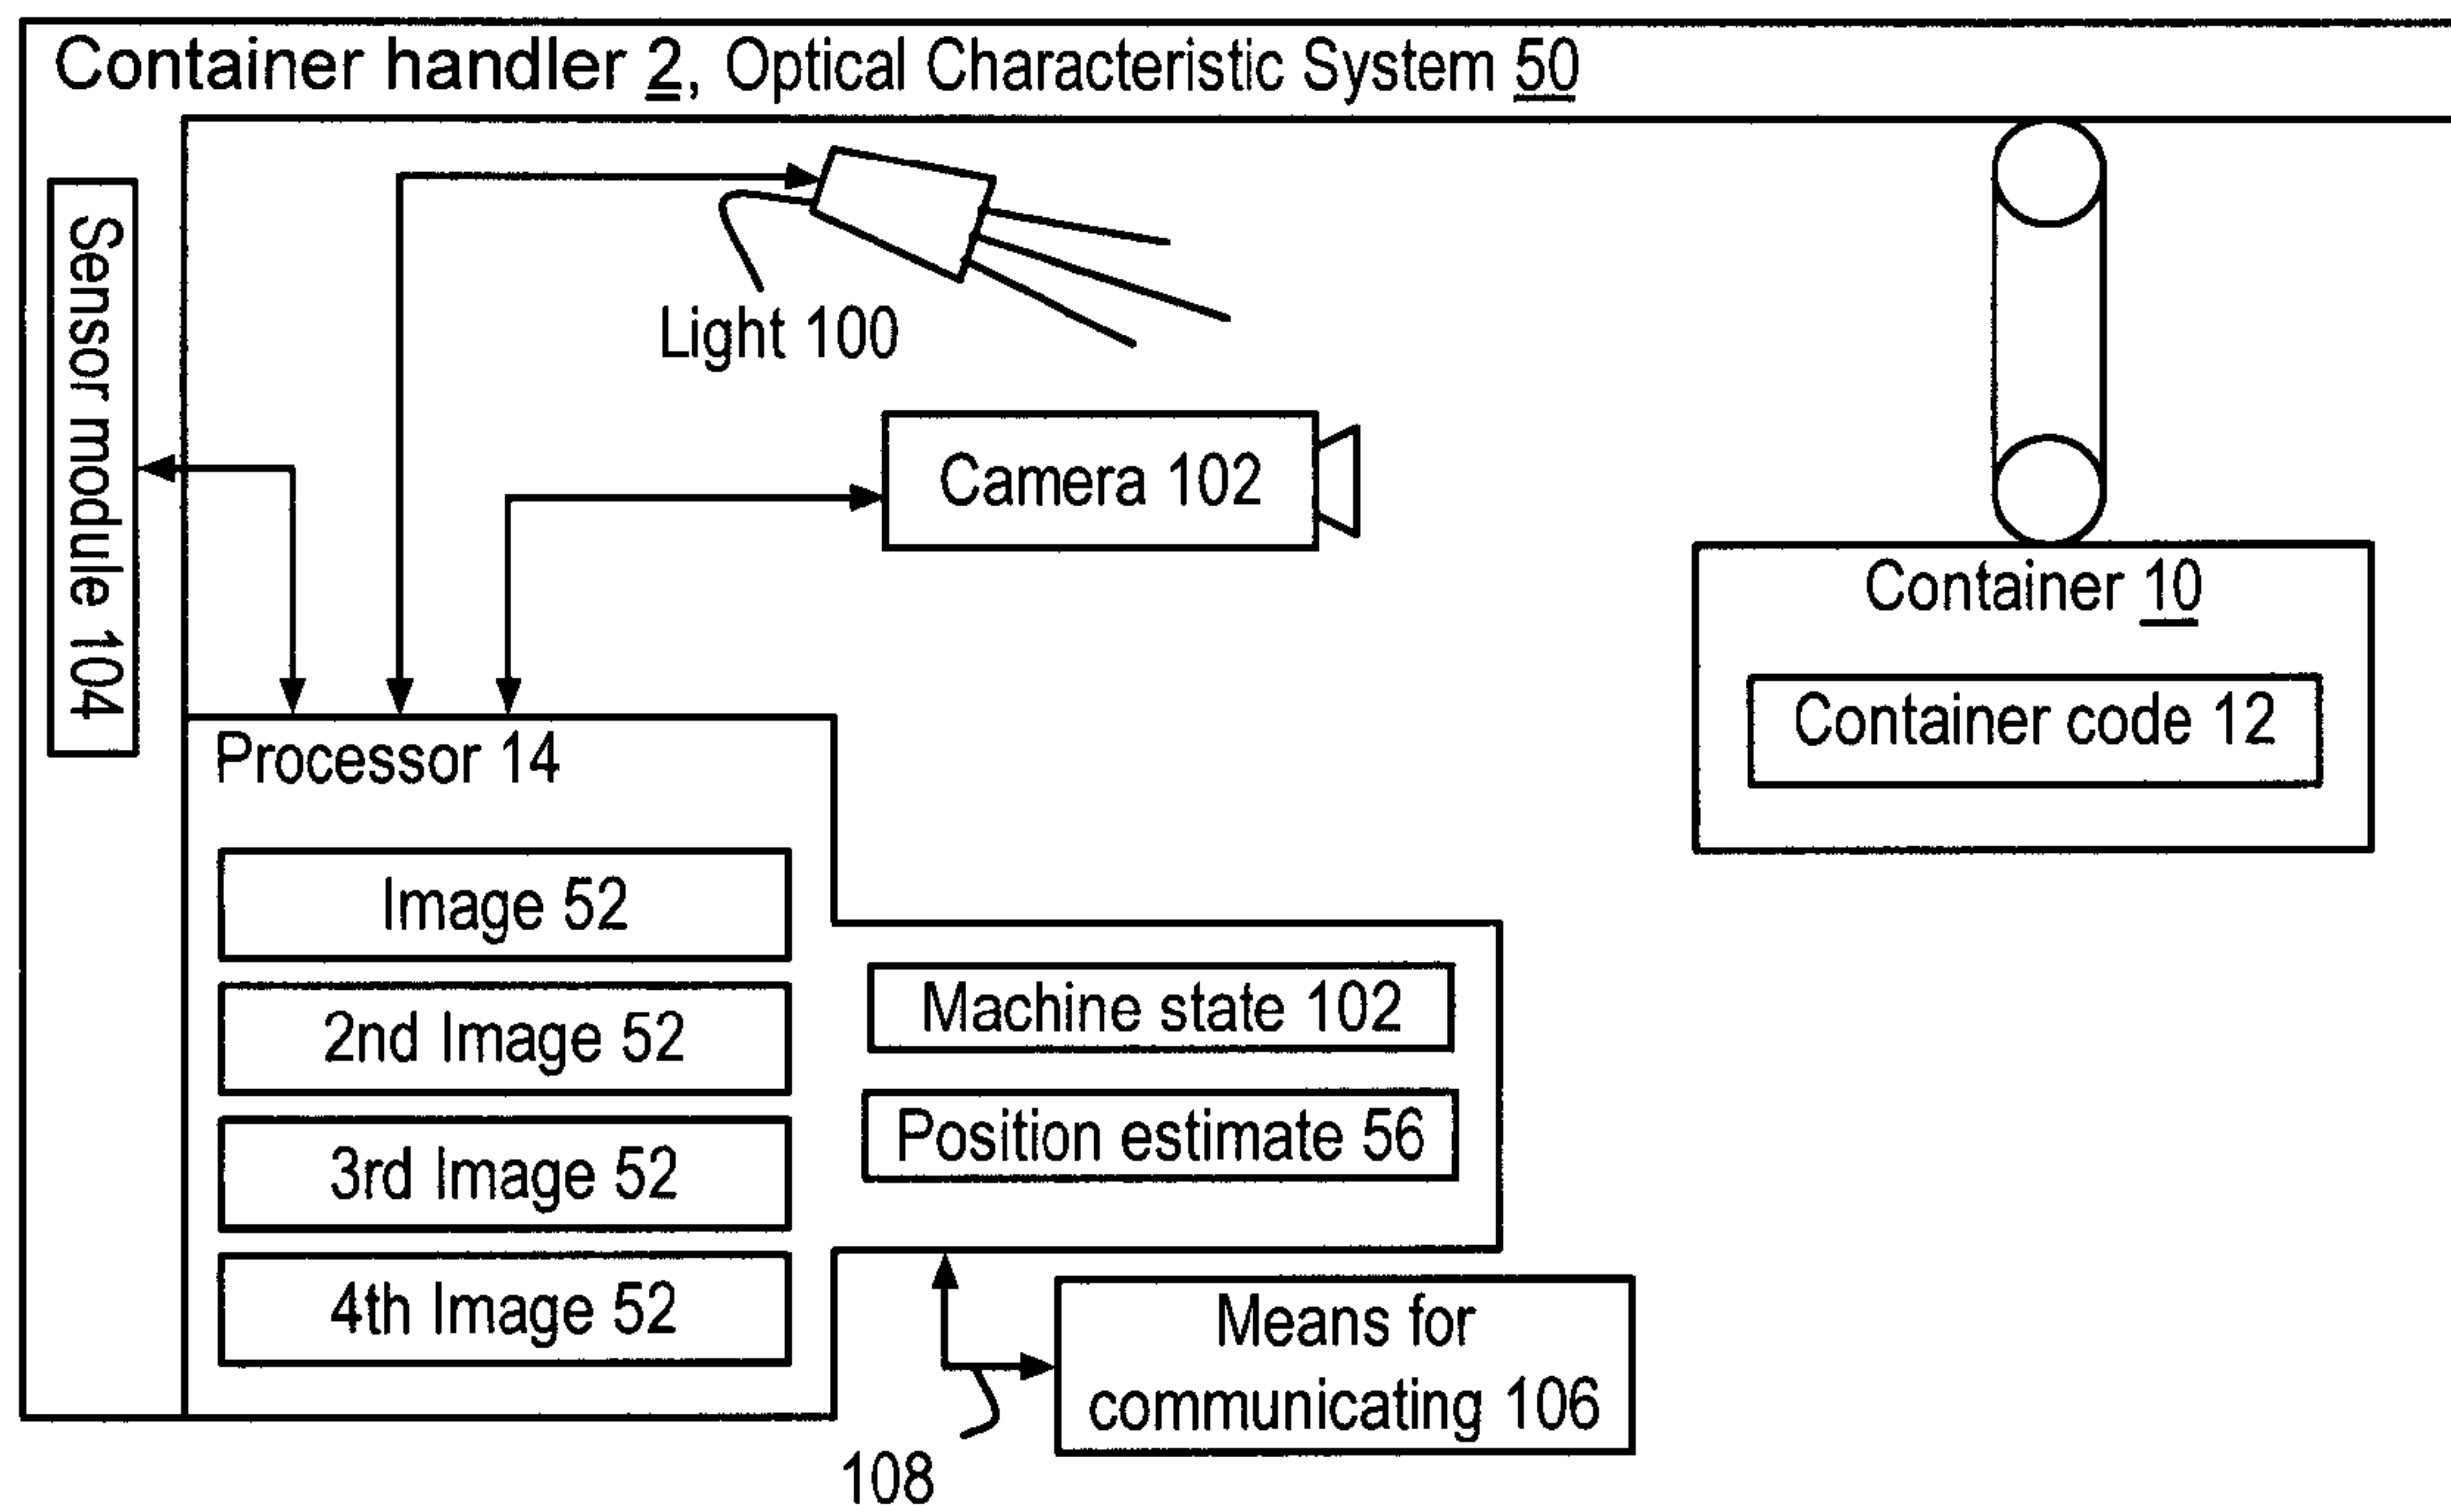 Container handler 2, Optical Characteristic System 50
Sensor module 104
Light 100
Camera 102
Container 10
Container code 12
Processor 14
Image 52
2nd Image 52
3rd Image 52
4th Image 52
Machine state 102
Position estimate 56
Means for
communicating 106
108